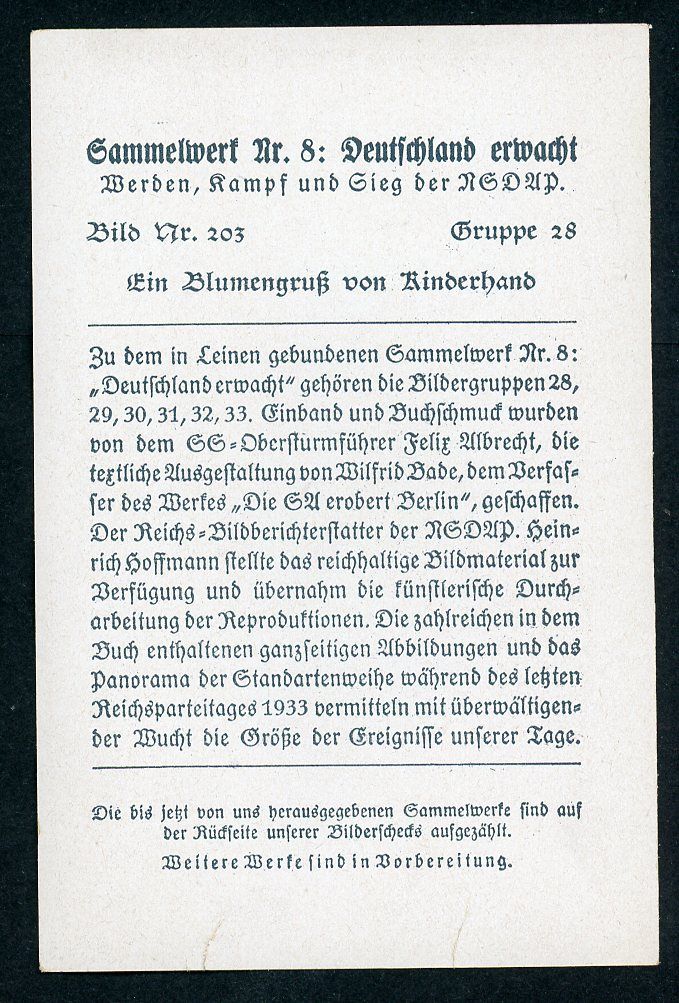 Sammelwerk Nr. 8: Deutschland erwacht
Werden, Kampf und Sieg der NSDAP.
Bild Nr. 203 Gruppe 28
Ein Blumengruß von Kinderhand
Zu dem in Leinen gebundenen Sammelwerk Nr. 8:
„Deutschland erwacht“ gehören die Bildergruppen 28,
29, 30, 31, 32, 33. Einband und Buchschmuck wurden
von dem SS-Obersturmführer Felix Albrecht, die
textliche Ausgestaltung von Wilfrid Bade, dem Verfas-
ser des Werkes „Die SA erobert Berlin“, geschaffen.
Der Reichs-Bildberichterstatter der NSDAP. Hein-
rich Hoffmann stellte das reichhaltige Bildmaterial zur
Verfügung und übernahm die künstlerische Durch-
arbeitung der Reproduktionen. Die zahlreichen in dem
Buch enthaltenen ganzseitigen Abbildungen und das
Panorama der Standartenweihe während des letzten
Reichsparteitages 1933 vermitteln mit überwältigen-
der Wucht die Größe der Ereignisse unserer Tage.
Die bis jetzt von uns herausgegebenen Sammelwerke sind auf
der Rückseite unserer Bilderschecks aufgezählt.
Weitere Werke sind in Vorbereitung.